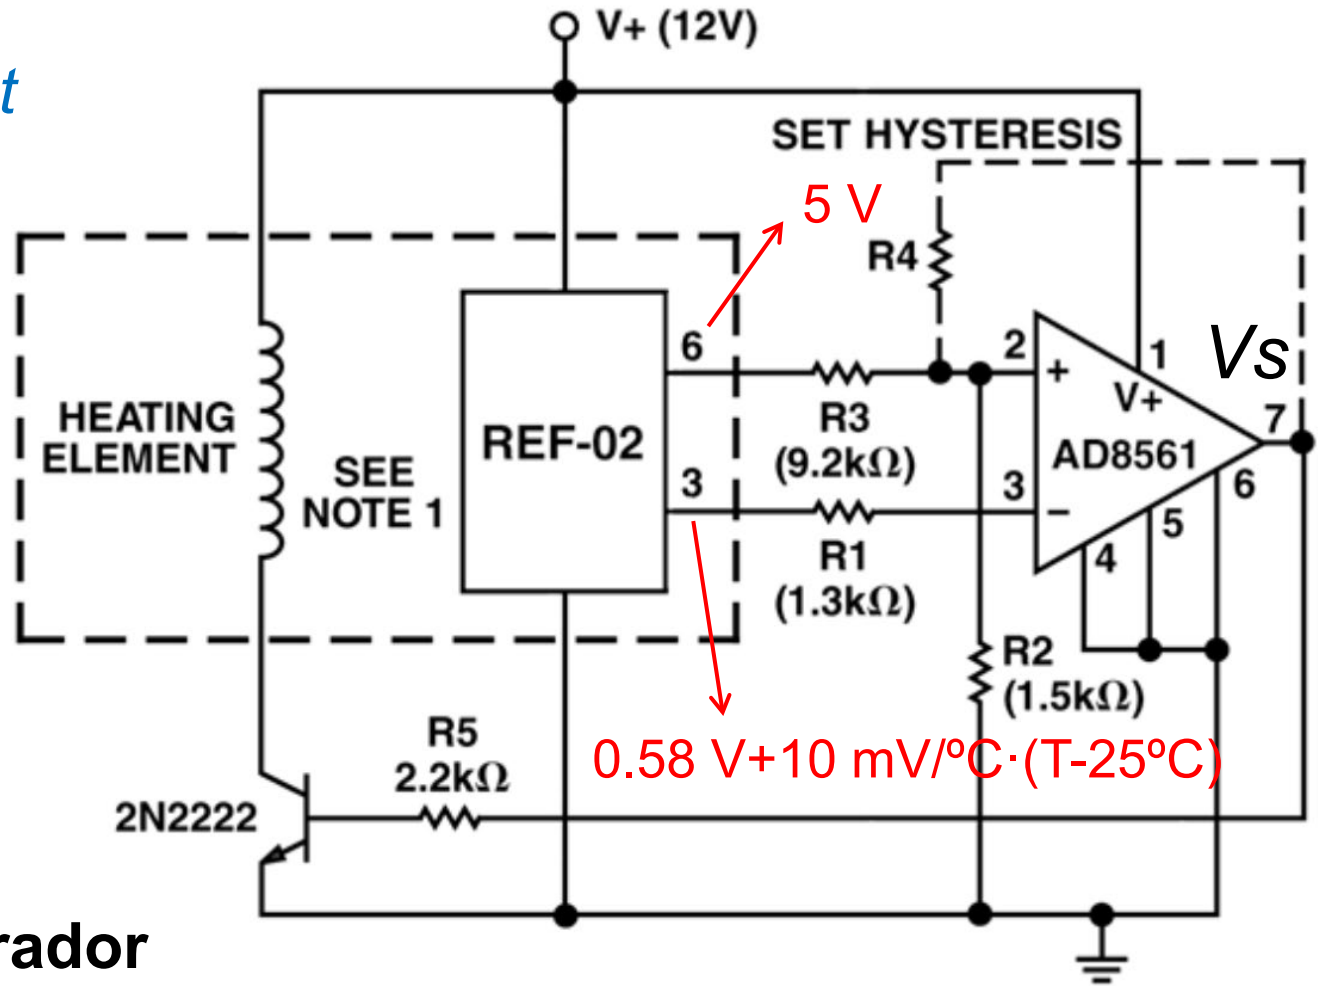 V+ (12V)
t
SET HYSTERESIS
5 V
R4
6
2
1
Vs
+
V+
7
HEATING
ELEMENT
REF-02
R3
(9.2kΩ)
AD8561
SEE
NOTE 1
3
3
−
6
5
4
R1
(1.3kΩ)
R2
(1.5kΩ)
R5
2.2kΩ
0.58 V+10 mV/ºC·(T-25ºC)
2N2222
rador